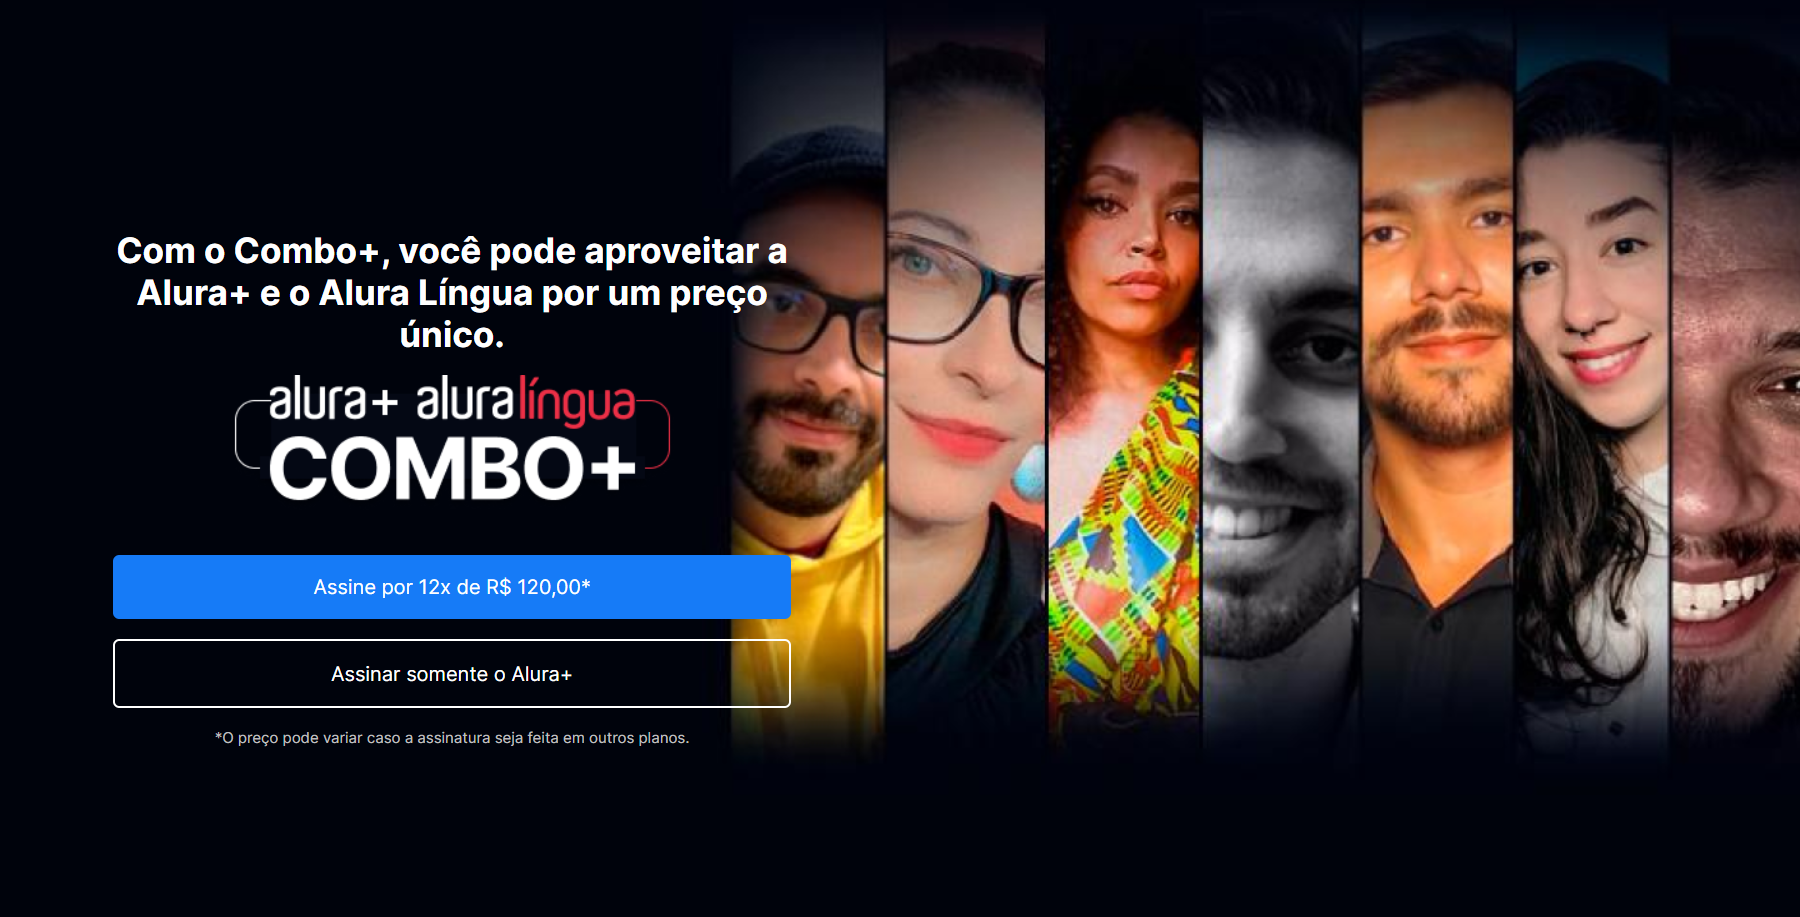 Com o Combo+, você pode aproveitar a
Alura+ e o Alura Língua por um preço
único.
alura+ aluralíngua
COMBO+
Assine por 12x de R$ 120,00*
Assinar somente o Alura+
*O preço pode variar caso a assinatura seja feita em outros planos.